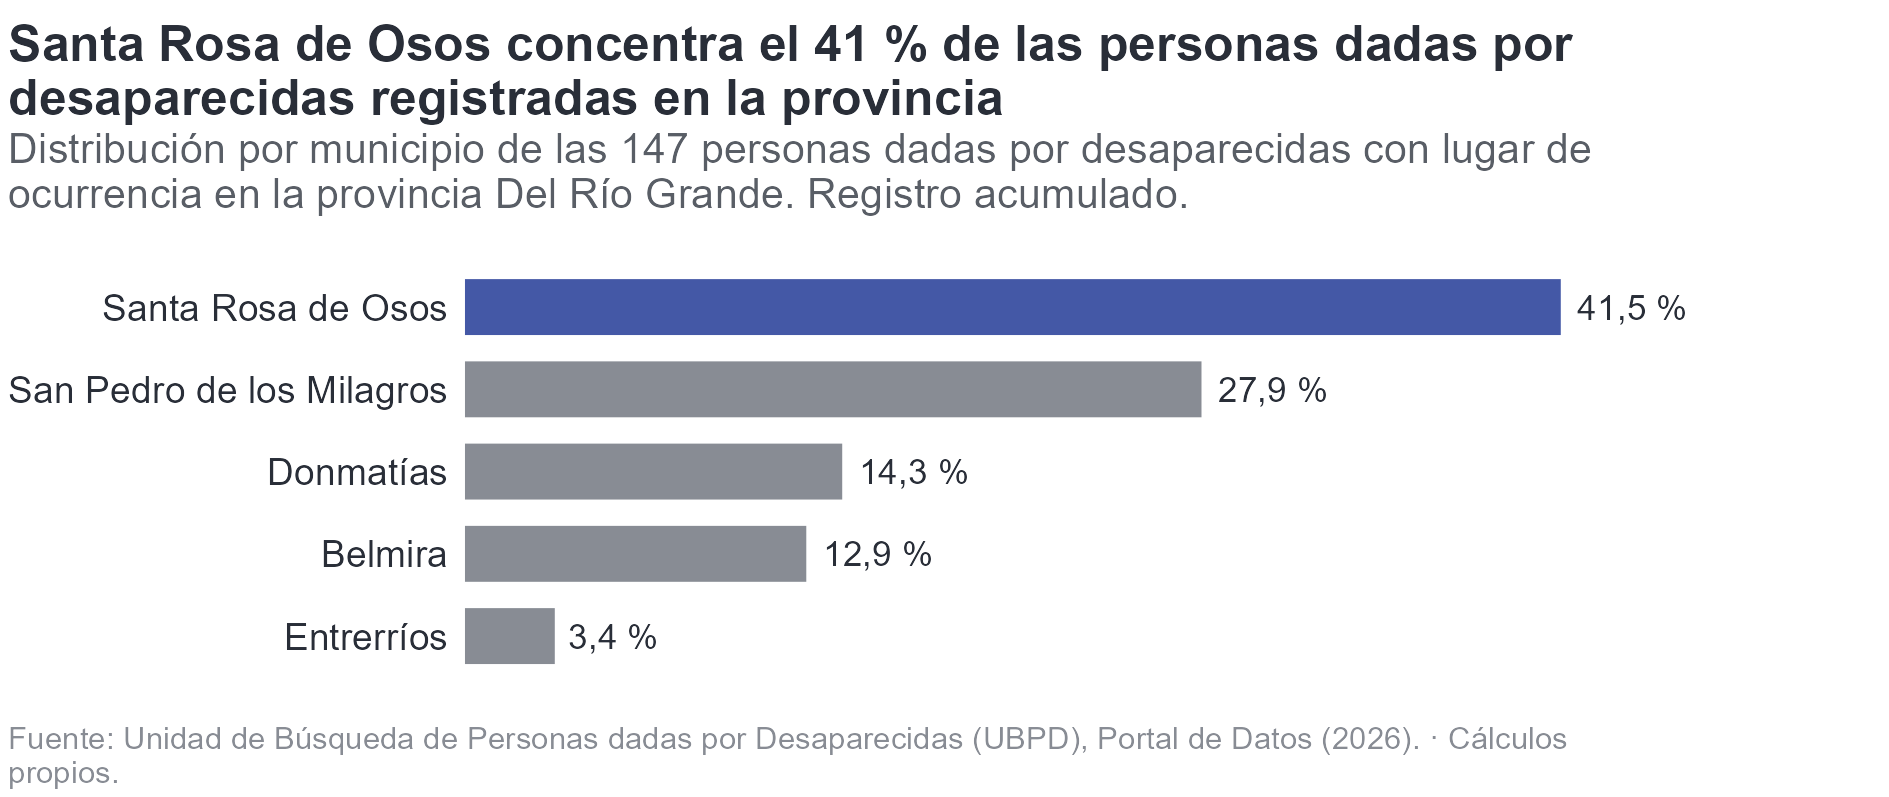 Santa Rosa de Osos concentra el 41 % de las personas dadas por
desaparecidas registradas en la provincia
Distribución por municipio de las 147 personas dadas por desaparecidas con lugar de
ocurrencia en la provincia Del Río Grande. Registro acumulado.
Santa Rosa de Osos 41,5 %
San Pedro de los Milagros 27,9 %
Donmatías 14,3 %
Belmira 12,9 %
Entrerríos 3,4 %
Fuente: Unidad de Búsqueda de Personas dadas por Desaparecidas (UBPD), Portal de Datos (2026). · Cálculos
propios.